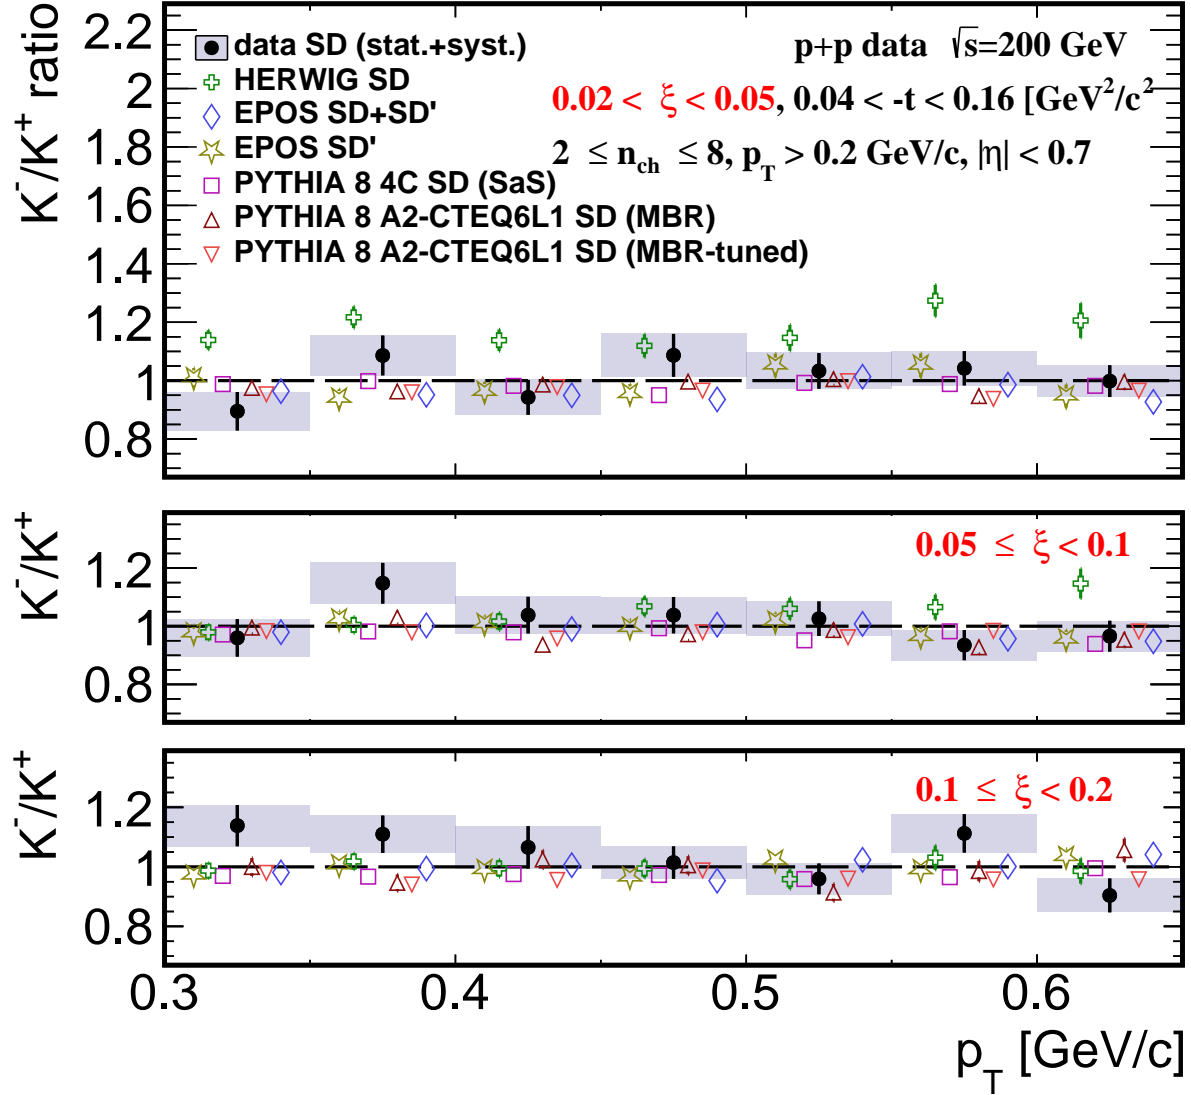 K⁻/K⁺ ratio
2.2
2
1.8
1.6
1.4
1.2
1
0.8
data SD (stat.+syst.)
HERWIG SD
EPOS SD+SD'
EPOS SD'
PYTHIA 8 4C SD (SaS)
PYTHIA 8 A2-CTEQ6L1 SD (MBR)
PYTHIA 8 A2-CTEQ6L1 SD (MBR-tuned)
p+p data √s=200 GeV
0.02 < ξ < 0.05, 0.04 < -t < 0.16 [GeV²/c²
2 ≤ n_ch ≤ 8, p_T > 0.2 GeV/c, |η| < 0.7
K⁻/K⁺
1.2
1
0.8
0.05 ≤ ξ < 0.1
K⁻/K⁺
1.2
1
0.8
0.1 ≤ ξ < 0.2
0.3 0.4 0.5 0.6
p_T [GeV/c]